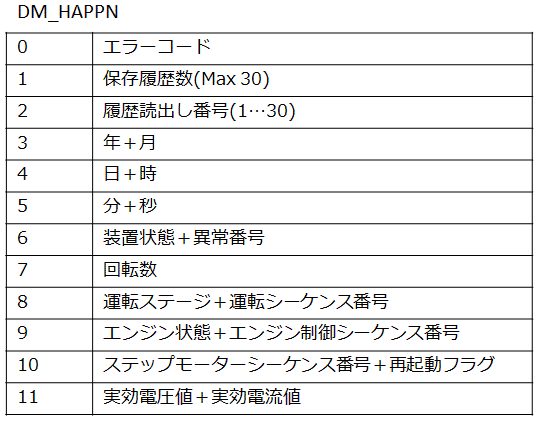 DM_HAPPN
0 エラーコード
1 保存履歴数(Max 30)
2 履歴読出し番号(1…30)
3 年＋月
4 日＋時
5 分＋秒
6 装置状態＋異常番号
7 回転数
8 運転ステージ＋運転シーケンス番号
9 エンジン状態＋エンジン制御シーケンス番号
10 ステップモーターシーケンス番号＋再起動フラグ
11 実効電圧値＋実効電流値